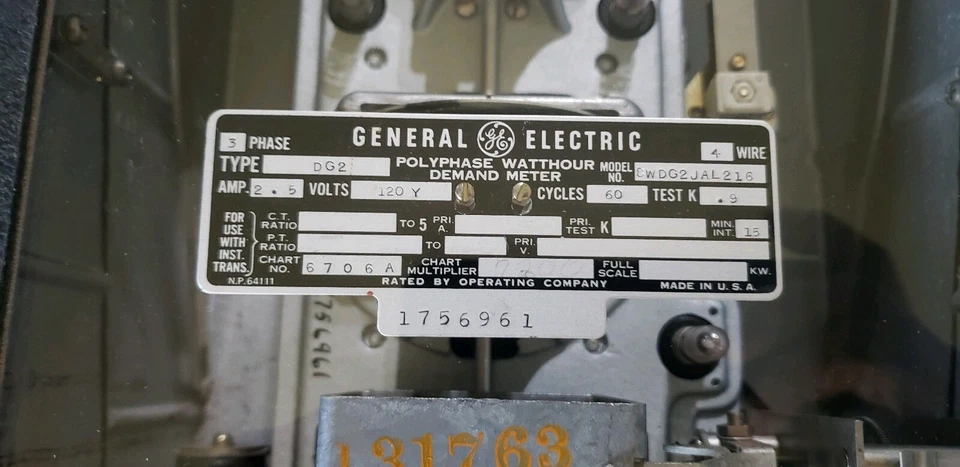 3 PHASE GENERAL GE ELECTRIC 4 WIRE
TYPE DG2 POLYPHASE WATTHOUR DEMAND METER MODEL NO. WDG2JAL216
AMP. 2.5 VOLTS 120 Y CYCLES 60 TEST K .9
FOR USE WITH INST. TRANS.
C.T. RATIO TO 5 PRI. A. PRI. TEST K MIN. INT. 15
P.T. RATIO TO PRI. V.
CHART NO. 6706A CHART MULTIPLIER FULL SCALE KW.
N.P. 64111 RATED BY OPERATING COMPANY MADE IN U.S.A.
1756961
1756961
131763